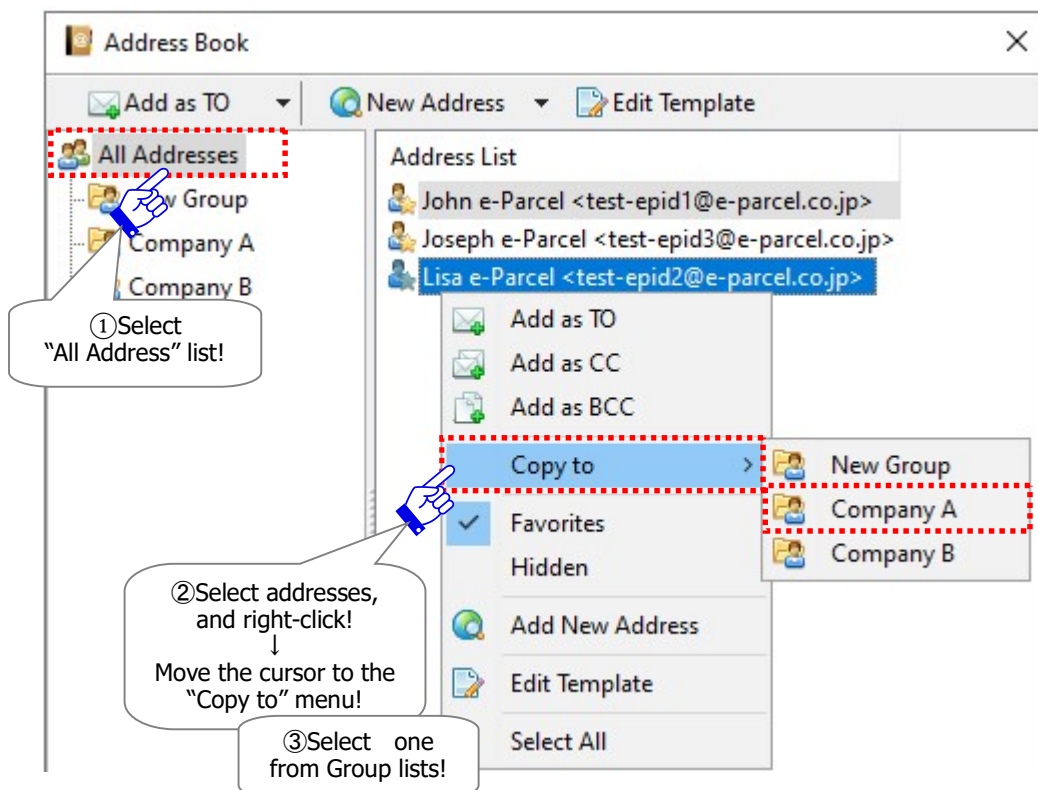 Address Book
Add as TO
New Address
Edit Template
All Addresses
New Group
Company A
Company B
①Select
“All Address” list!
Address List
John e-Parcel <test-epid1@e-parcel.co.jp>
Joseph e-Parcel <test-epid3@e-parcel.co.jp>
Lisa e-Parcel <test-epid2@e-parcel.co.jp>
Add as TO
Add as CC
Add as BCC
Copy to
New Group
Company A
Company B
Favorites
Hidden
Add New Address
Edit Template
Select All
②Select addresses,
and right-click!
↓
Move the cursor to the
“Copy to” menu!
③Select one
from Group lists!